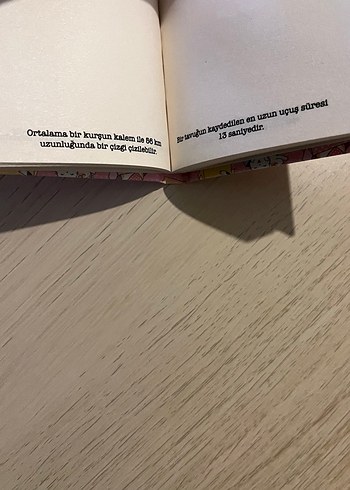 Ortalama bir kurşun kalem ile 56 km
uzunluğunda bir çizgi çizilebilir.
Bir tavuğun kaydedilen en uzun uçuş süresi
13 saniyedir.